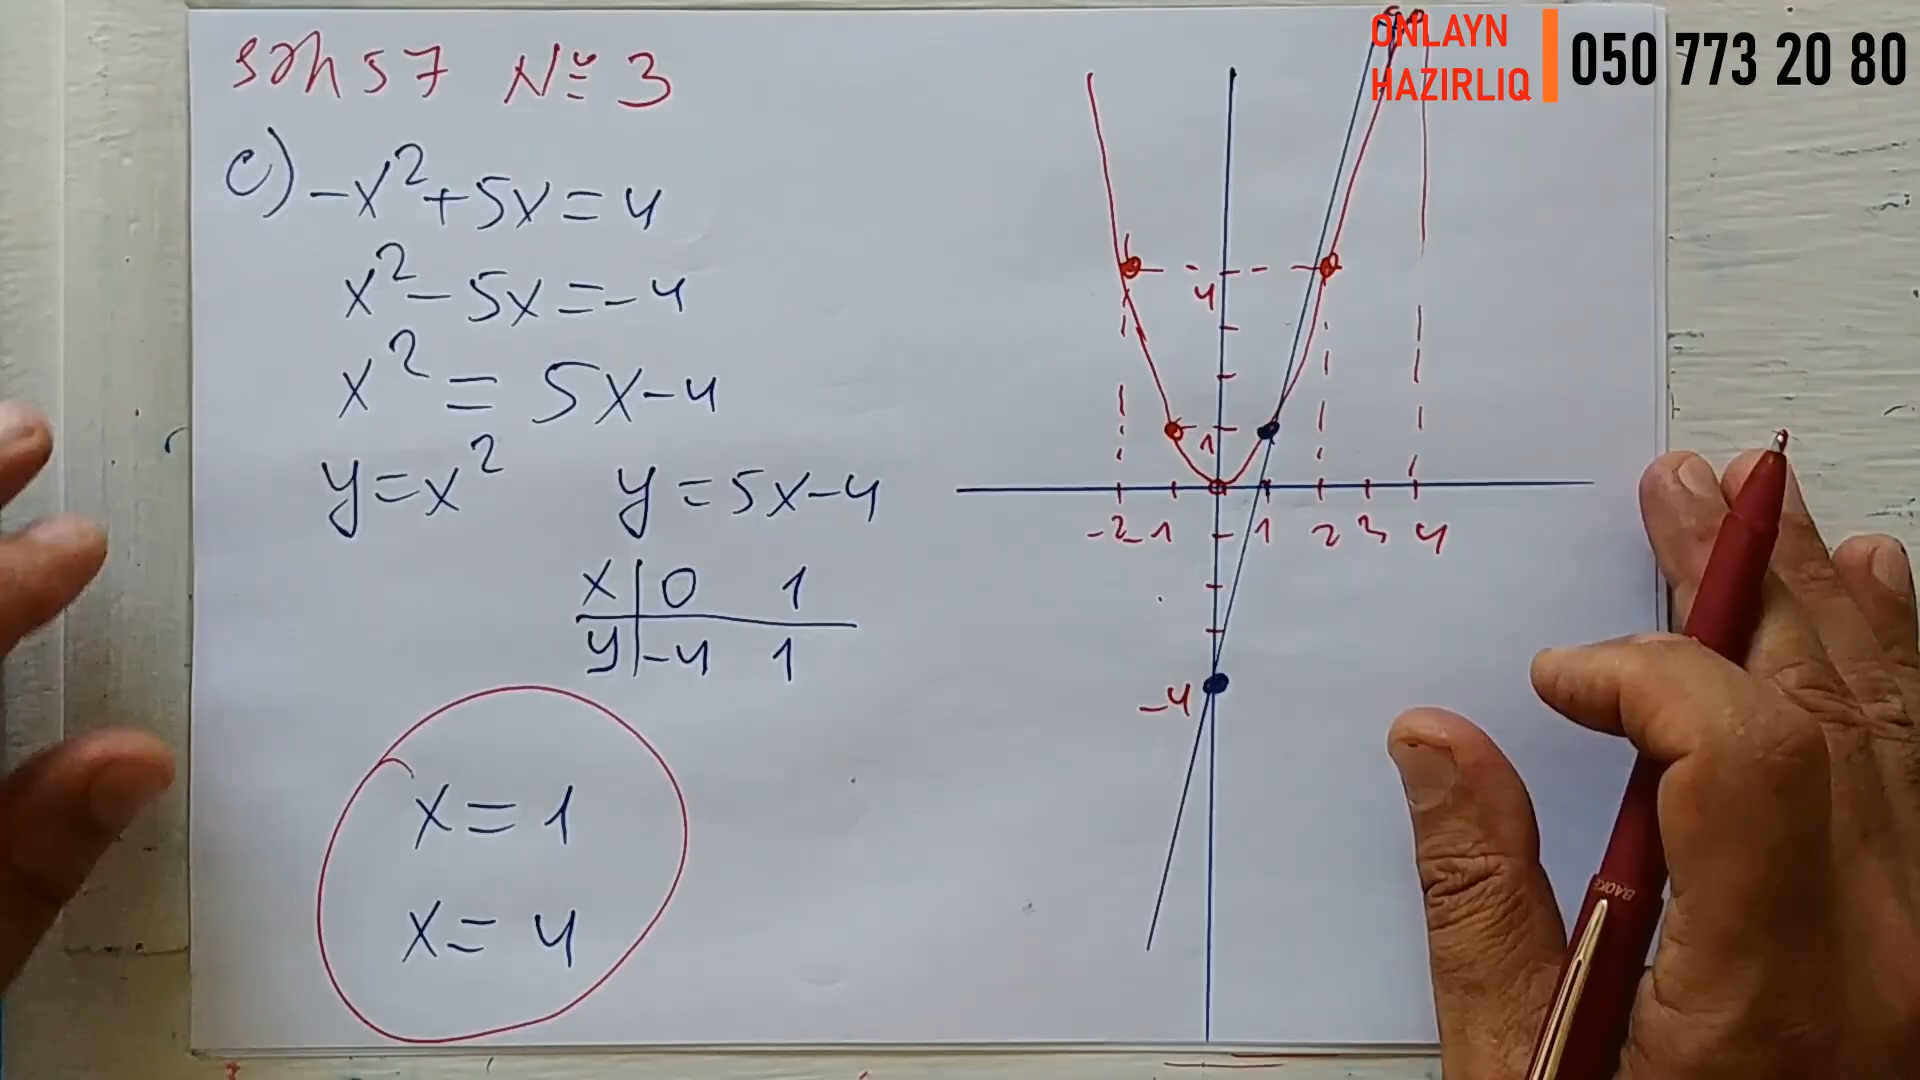 səh 57 № 3
c) -x² + 5x = 4
x² - 5x = -4
x² = 5x - 4
y = x² y = 5x - 4
x | 0 1
y | -4 1
x = 1
x = 4
ONLAYN
HAZIRLIQ
050 773 20 80
4
1
-2 -1 1 2 3 4
-4
BAOKE